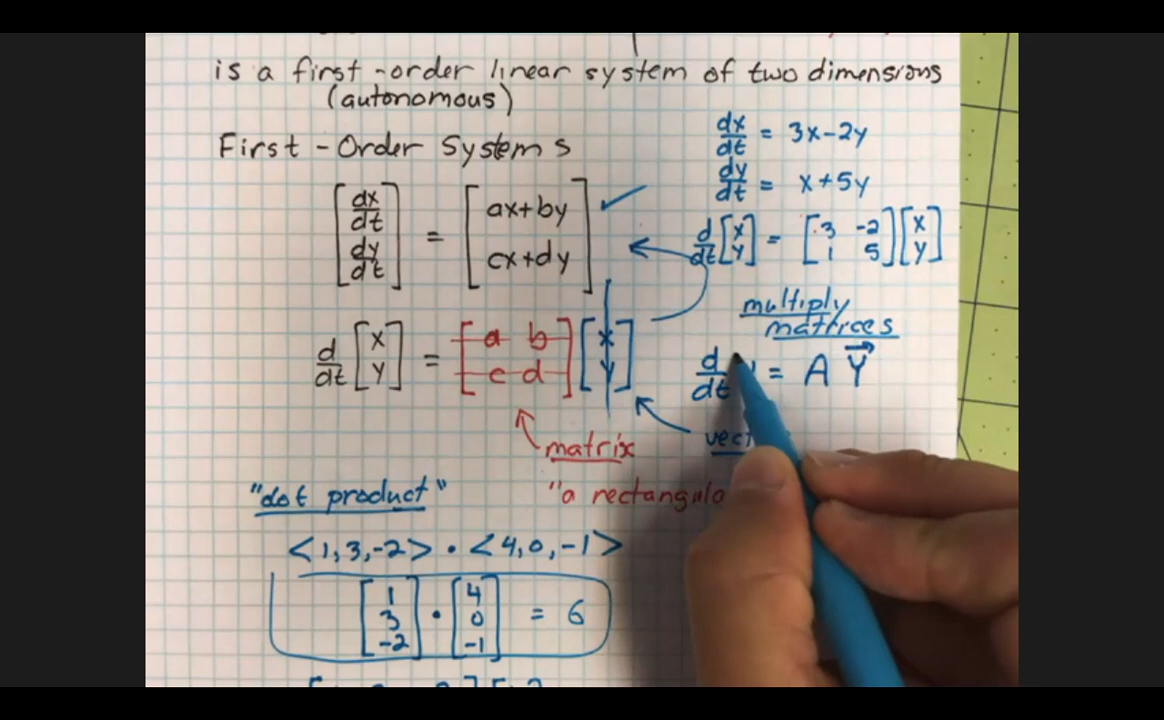 is a first-order linear system of two dimensions
(autonomous)
First-Order Systems
dx/dt = 3x-2y
dy/dt = x+5y
[dx/dt dy/dt] = [ax+by cx+dy]
d/dt [x y] = [3 -2 1 5] [x y]
d/dt [x y] = [a b c d] [x y]
multiply
matrices
d/dt = A Y
matrix
"a
"dot product"
<1,3,-2> · <4,0,-1>
[1 3 -2] · [4 0 -1] = 6